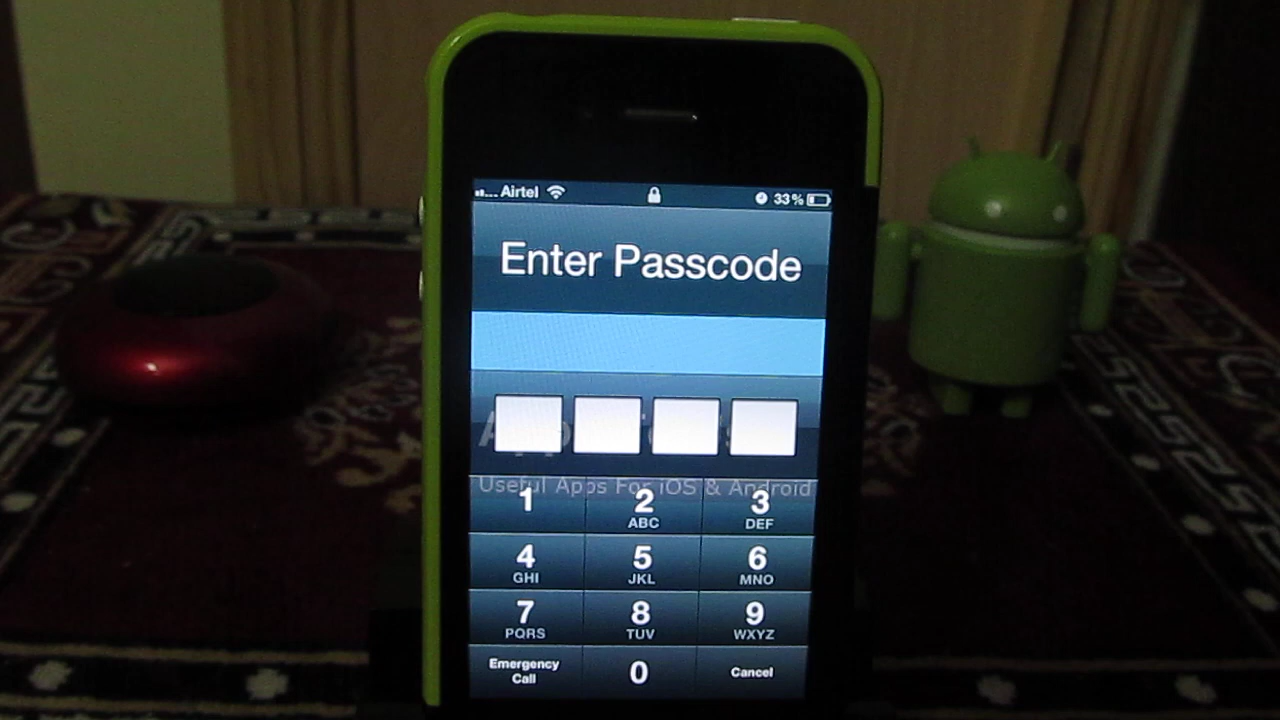 Airtel 33%
Enter Passcode
Useful Apps For iOS & Android
1 2 3
ABC DEF
4 5 6
GHI JKL MNO
7 8 9
PQRS TUV WXYZ
Emergency
Call
0
Cancel